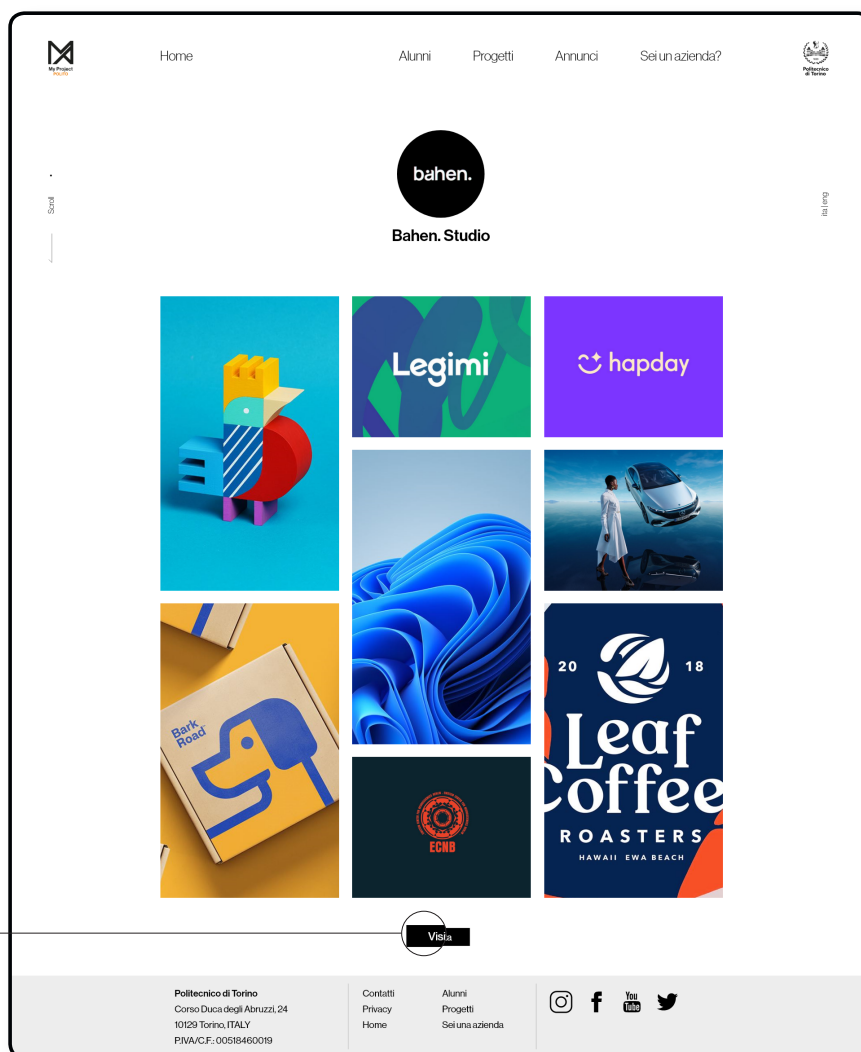 My Project
POLITO
Home
Alunni
Progetti
Annunci
Sei un azienda?
Politecnico
di Torino
Scroll
ita | eng
bahen.
Bahen. Studio
Legimi
hapday
Bark
Road
20
18
Leaf
Coffee
ROASTERS
HAWAII EWA BEACH
ECNB
Visita
Politecnico di Torino
Corso Duca degli Abruzzi, 24
10129 Torino, ITALY
P.IVA/C.F.: 00518460019
Contatti
Privacy
Home
Alunni
Progetti
Sei una azienda
You
Tube